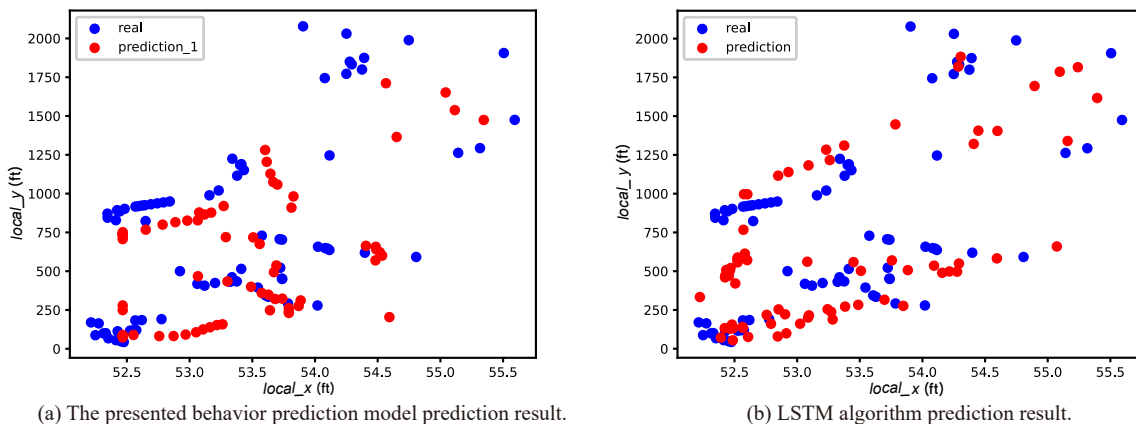 real
prediction_1
2000
1750
1500
1250
1000
750
500
250
0
local_y (ft)
52.5 53.0 53.5 54.0 54.5 55.0 55.5
local_x (ft)
(a) The presented behavior prediction model prediction result.
real
prediction
2000
1750
1500
1250
1000
750
500
250
0
local_y (ft)
52.5 53.0 53.5 54.0 54.5 55.0 55.5
local_x (ft)
(b) LSTM algorithm prediction result.